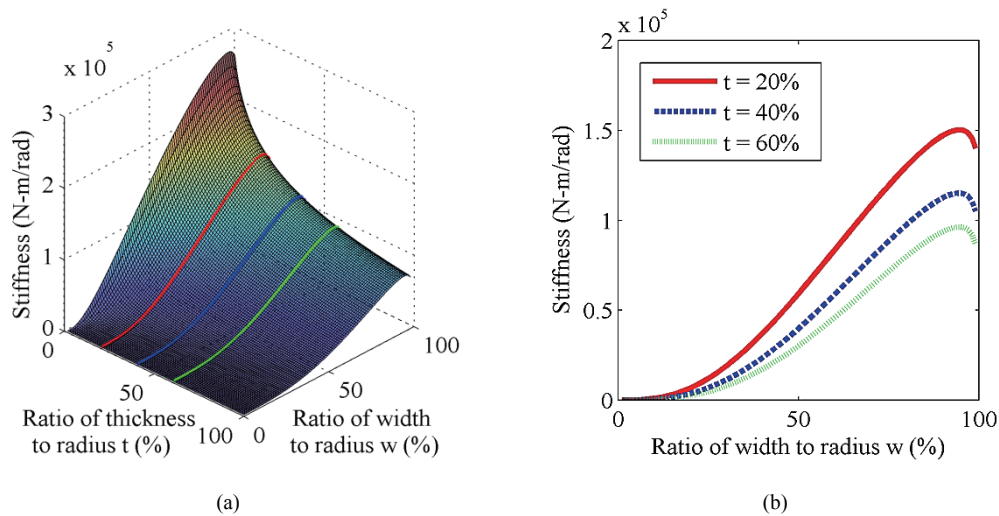 x 10 5
3
2
1
0
Stiffness (N-m/rad)
0
50
100
Ratio of thickness
to radius t (%)
0
50
100
Ratio of width
to radius w (%)
(a)
x 10 5
2
1.5
1
0.5
0
Stiffness (N-m/rad)
t = 20%
t = 40%
t = 60%
0
50
100
Ratio of width to radius w (%)
(b)